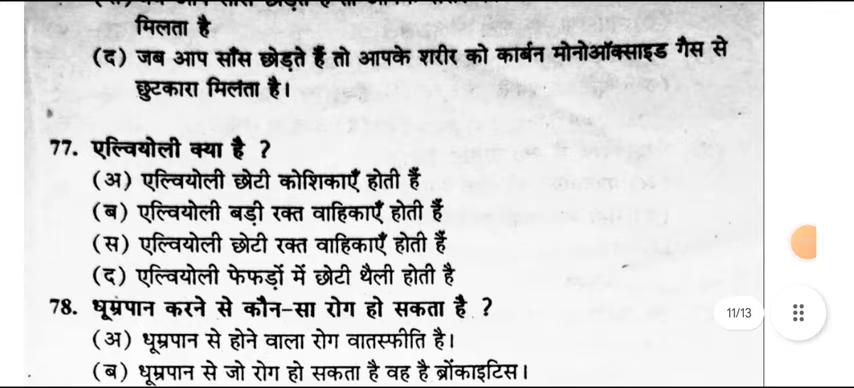 मिलता है
(द) जब आप साँस छोड़ते हैं तो आपके शरीर को कार्बन मोनोऑक्साइड गैस से
छुटकारा मिलता है।
77. एल्वियोली क्या है ?
(अ) एल्वियोली छोटी कोशिकाएँ होती हैं
(ब) एल्वियोली बड़ी रक्त वाहिकाएँ होती हैं
(स) एल्वियोली छोटी रक्त वाहिकाएँ होती हैं
(द) एल्वियोली फेफड़ों में छोटी थैली होती है
78. धूम्रपान करने से कौन-सा रोग हो सकता है ?
11/13
(अ) धूम्रपान से होने वाला रोग वातस्फीति है।
(ब) धूम्रपान से जो रोग हो सकता है वह है ब्रोंकाइटिस।